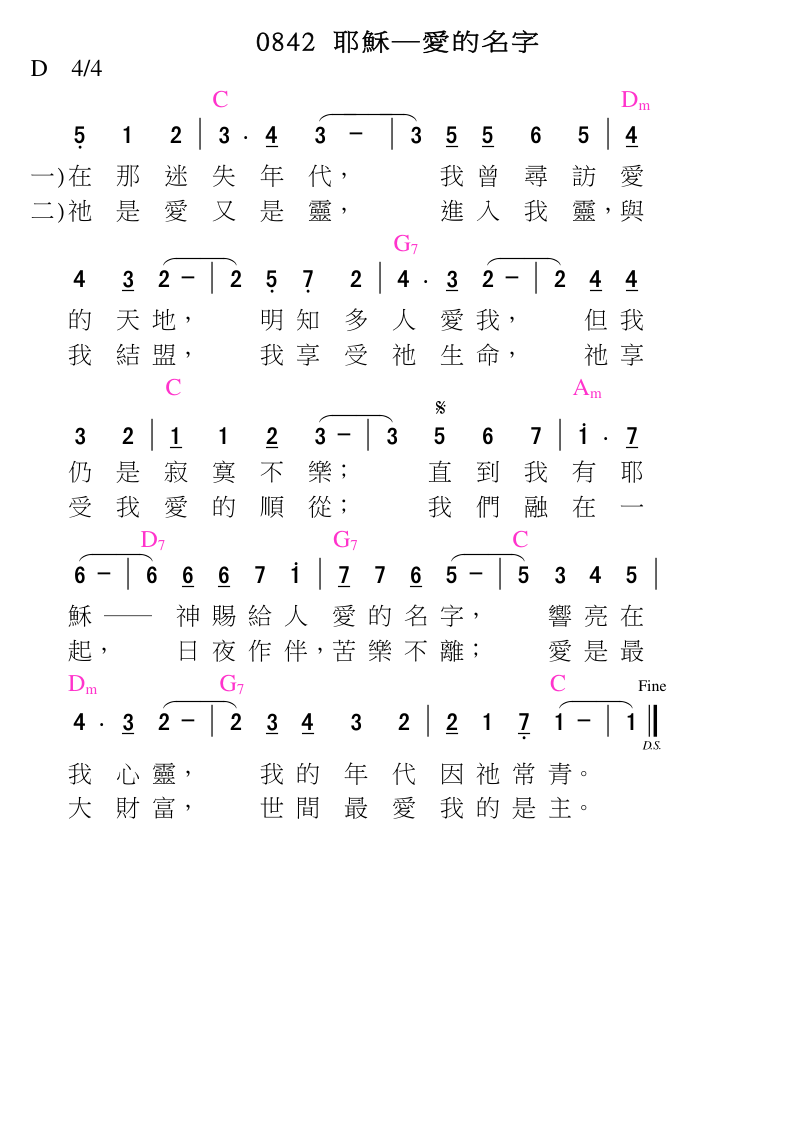 0842 耶穌—愛的名字
D 4/4
C Dm
5 1 2 | 3 . 4 3 – | 3 5 5 6 5 | 4
一)在那迷失年代，我曾尋訪愛
二)祂是愛又是靈，進入我靈，與
G7
4 3 2 – | 2 5 7 2 | 4 . 3 2 – | 2 4 4
的天地，明知多人愛我，但我
我結盟，我享受祂生命，祂享
C 𝄋 Am
3 2 | 1 1 2 3 – | 3 5 6 7 | 1 . 7
仍是寂寞不樂；直到我有耶
受我愛的順從；我們融在一
D7 G7 C
6 – | 6 6 6 7 1 | 7 7 6 5 – | 5 3 4 5 |
穌——神賜給人愛的名字，響亮在
起，日夜作伴，苦樂不離；愛是最
Dm G7 C Fine
4 . 3 2 – | 2 3 4 3 2 | 2 1 7 1 – | 1
D.S.
我心靈，我的年代因祂常青。
大財富，世間最愛我的是主。